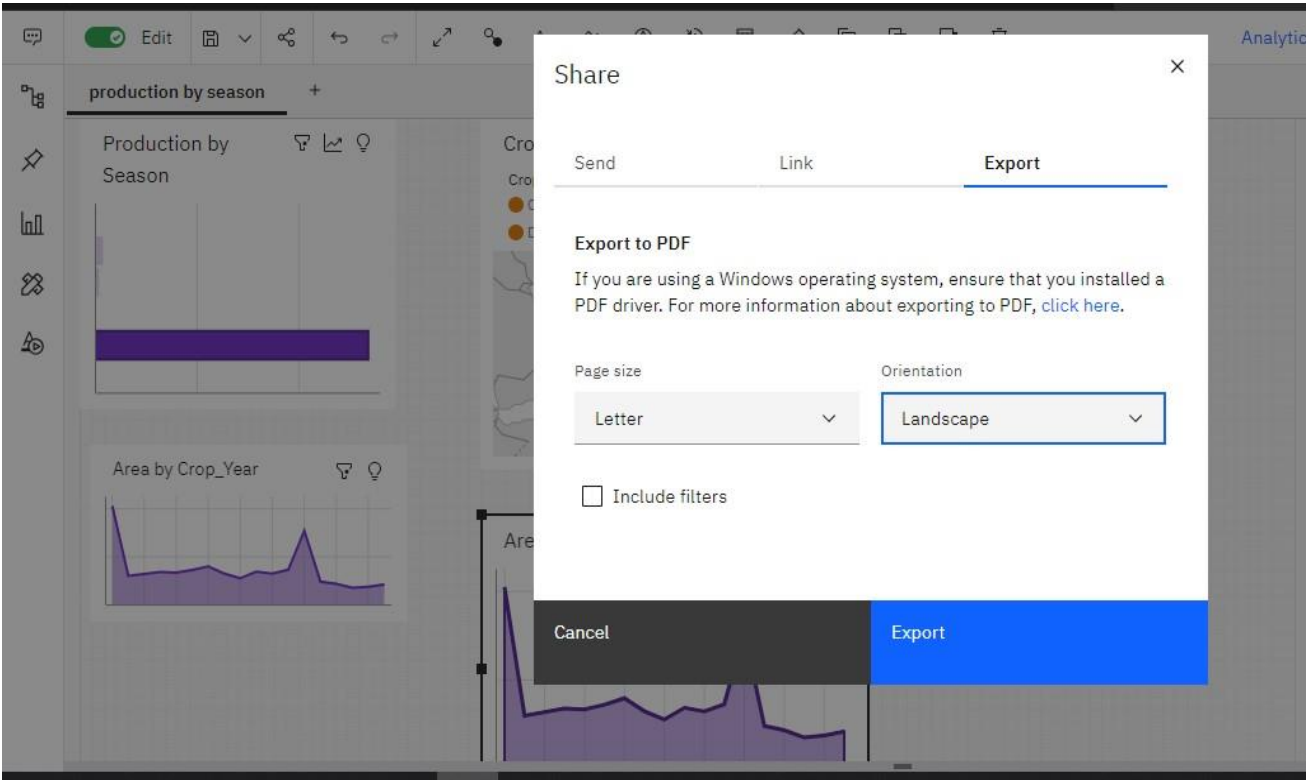 Edit
Analytic
production by season +
Production by
Season
Cro
Cro
Area by Crop_Year
Are
Share
Send Link Export
Export to PDF
If you are using a Windows operating system, ensure that you installed a
PDF driver. For more information about exporting to PDF, click here.
Page size Orientation
Letter Landscape
Include filters
Cancel Export